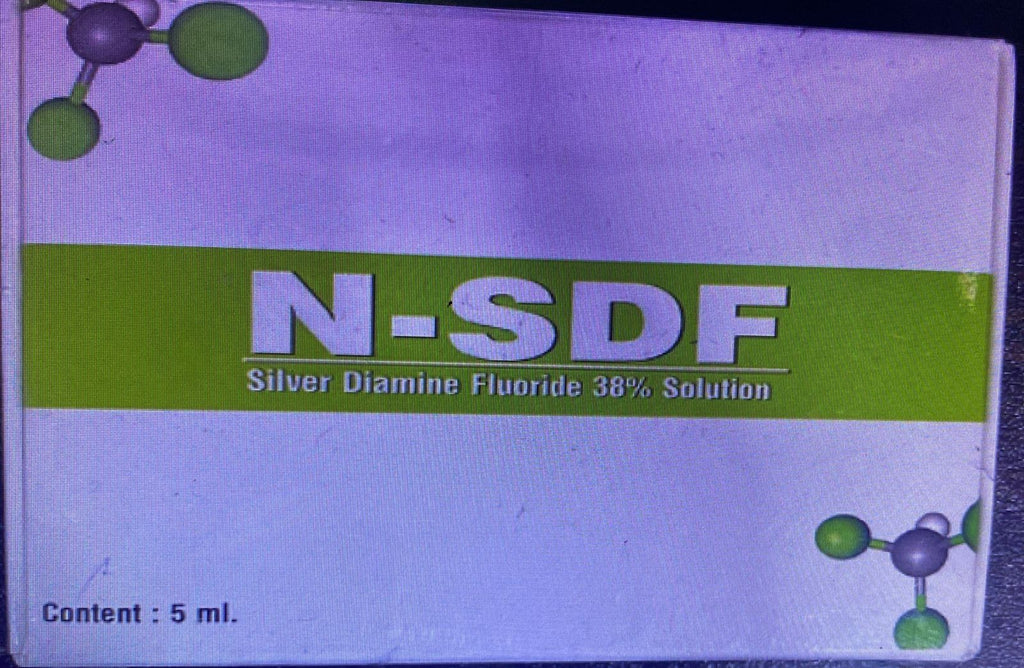 N-SDF
Silver Diamine Fluoride 38% Solution
Content : 5 ml.